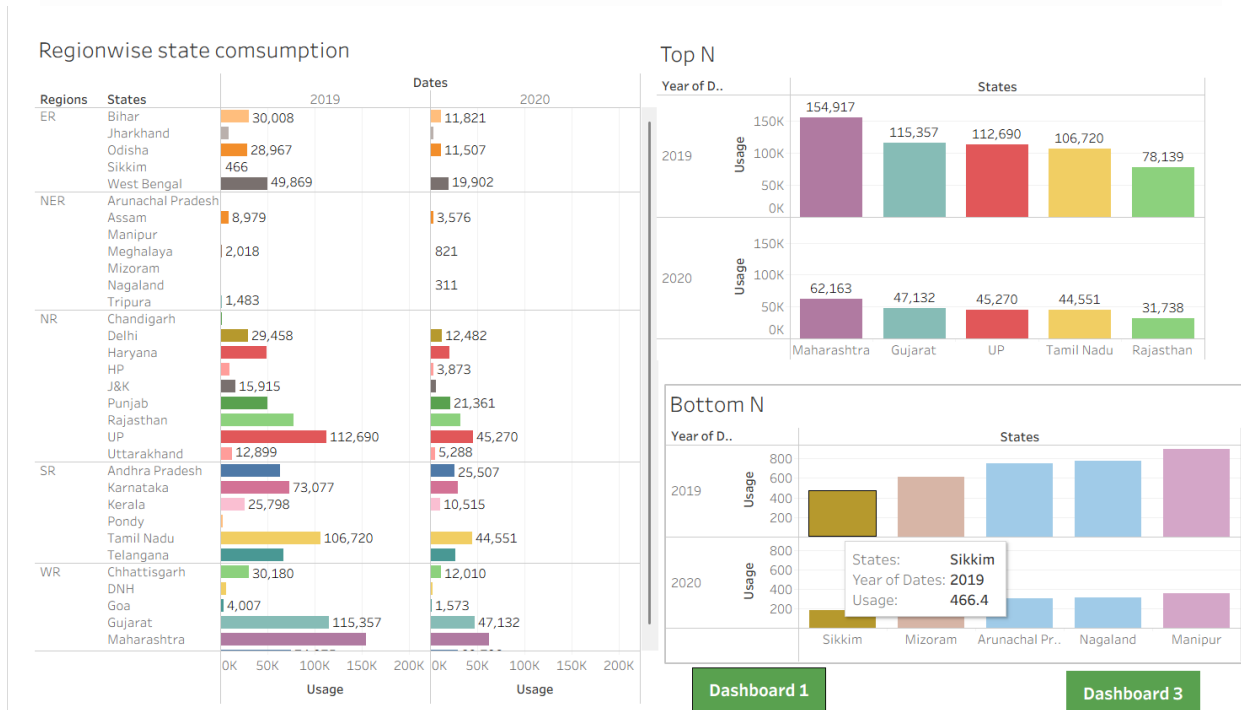 Regionwise state comsumption
Dates
Regions States 2019 2020
ER Bihar 30,008 11,821
Jharkhand
Odisha 28,967 11,507
Sikkim 466
West Bengal 49,869 19,902
NER Arunachal Pradesh
Assam 8,979 3,576
Manipur
Meghalaya 2,018 821
Mizoram
Nagaland 311
Tripura 1,483
NR Chandigarh
Delhi 29,458 12,482
Haryana
HP 3,873
J&K 15,915
Punjab 21,361
Rajasthan
UP 112,690 45,270
Uttarakhand 12,899 5,288
SR Andhra Pradesh 25,507
Karnataka 73,077
Kerala 25,798 10,515
Pondy
Tamil Nadu 106,720 44,551
Telangana
WR Chhattisgarh 30,180 12,010
DNH
Goa 4,007 1,573
Gujarat 115,357 47,132
Maharashtra
0K 50K 100K 150K 200K 0K 50K 100K 150K 200K
Usage Usage
Top N
Year of D.. States
2019
Usage
150K
100K
50K
0K
154,917 115,357 112,690 106,720 78,139
2020
Usage
150K
100K
50K
0K
62,163 47,132 45,270 44,551 31,738
Maharashtra Gujarat UP Tamil Nadu Rajasthan
Bottom N
Year of D.. States
2019
Usage
800
600
400
200
2020
Usage
800
600
400
200
States: Sikkim
Year of Dates: 2019
Usage: 466.4
Sikkim Mizoram Arunachal Pr.. Nagaland Manipur
Dashboard 1 Dashboard 3